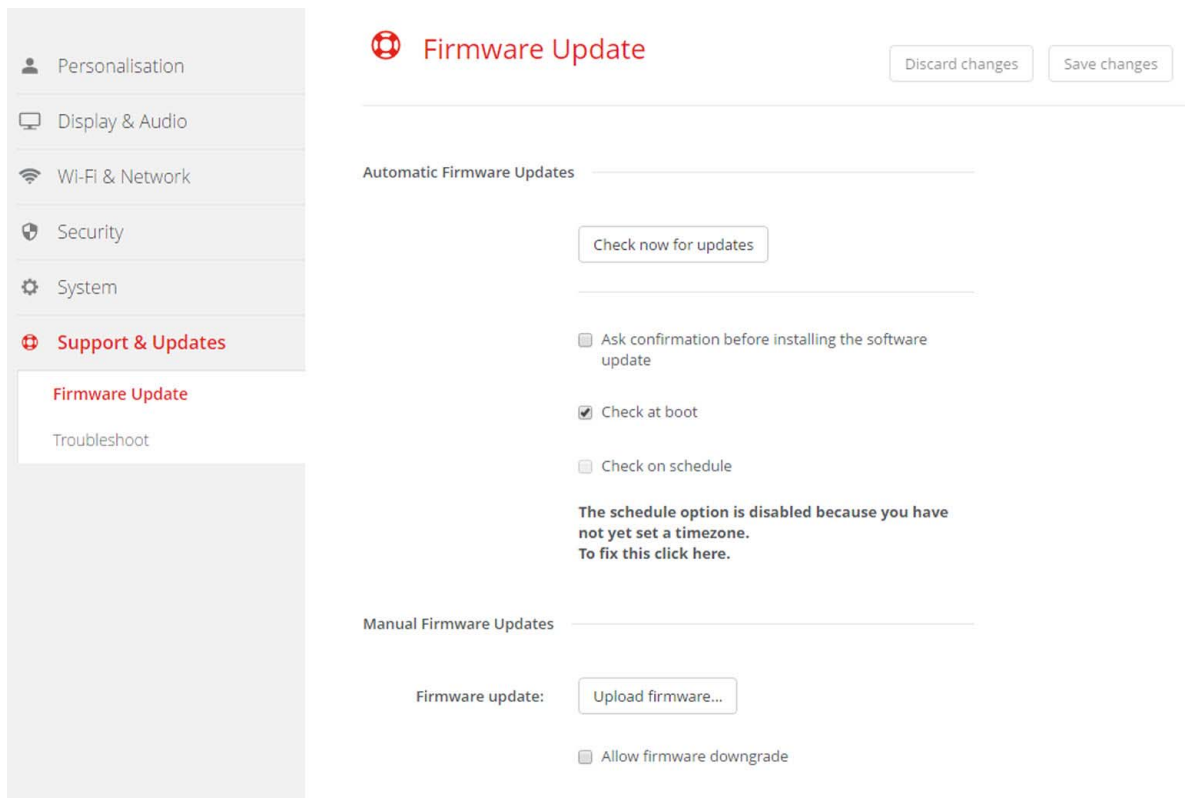 Personalisation
Display & Audio
Wi-Fi & Network
Security
System
Support & Updates
Firmware Update
Troubleshoot
Firmware Update
Discard changes
Save changes
Automatic Firmware Updates
Check now for updates
Ask confirmation before installing the software
update
Check at boot
Check on schedule
The schedule option is disabled because you have
not yet set a timezone.
To fix this click here.
Manual Firmware Updates
Firmware update:
Upload firmware...
Allow firmware downgrade